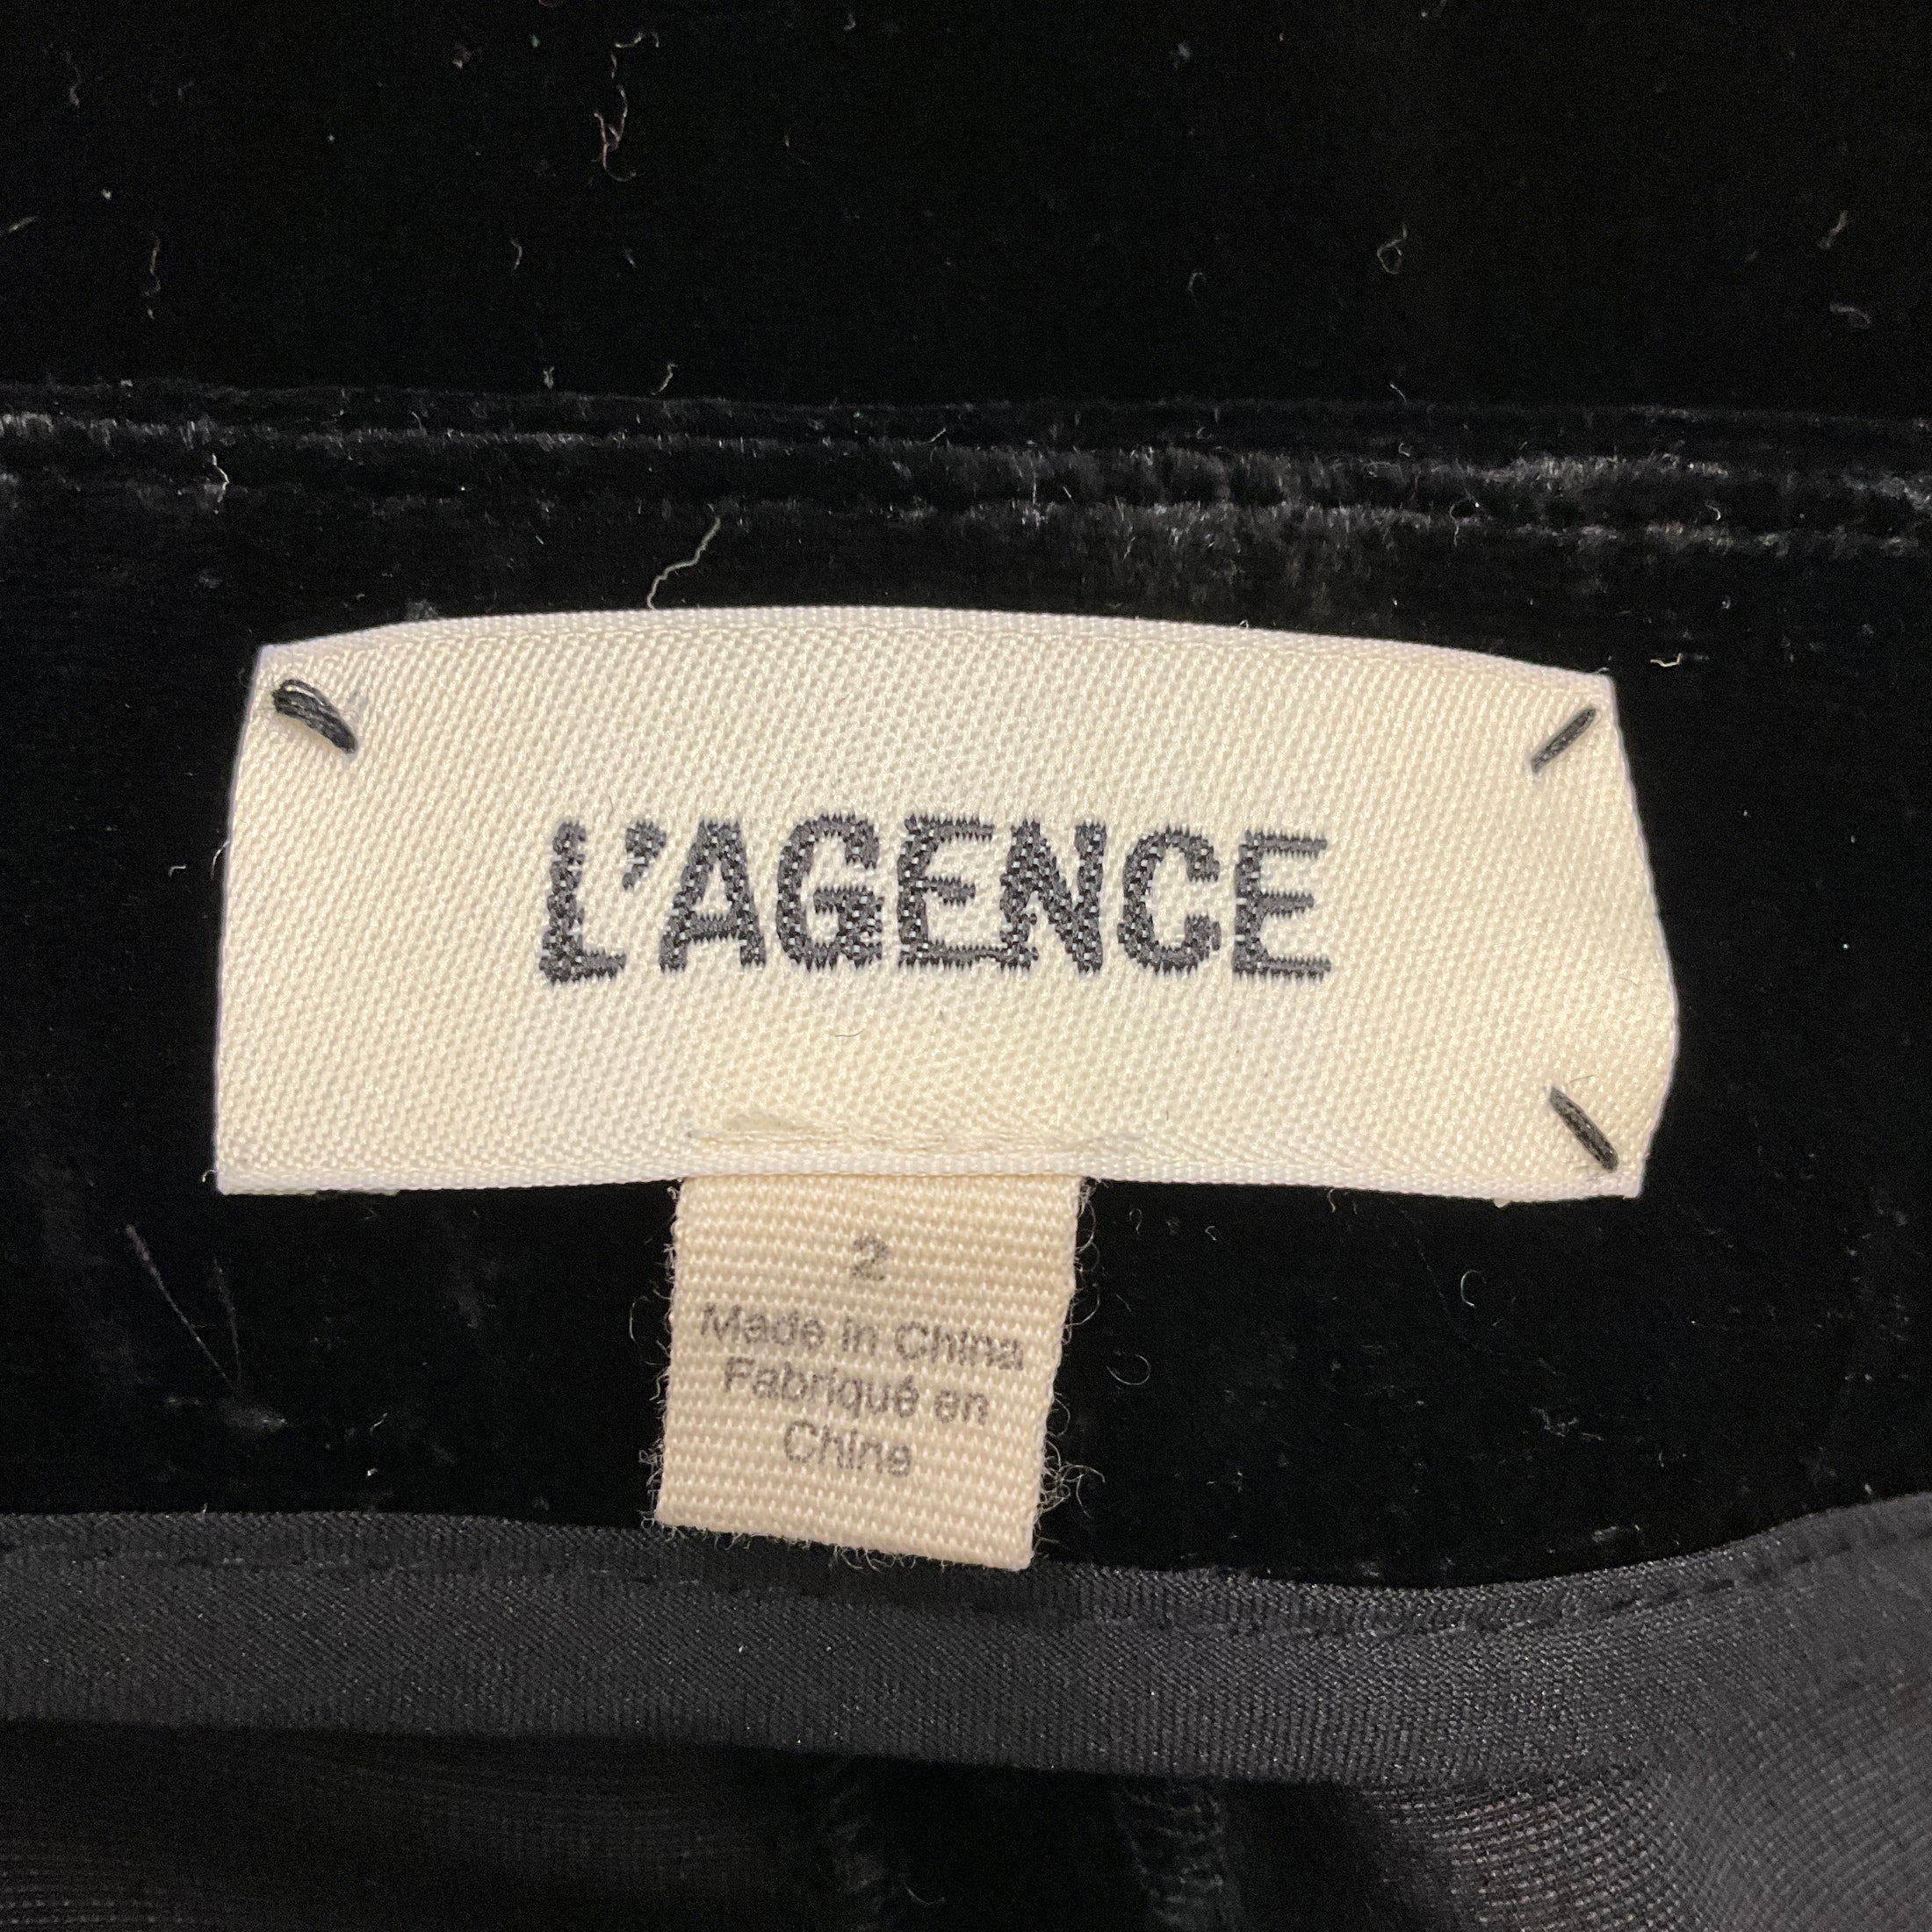 L'AGENCE
2
Made in China
Fabriqué en
Chine